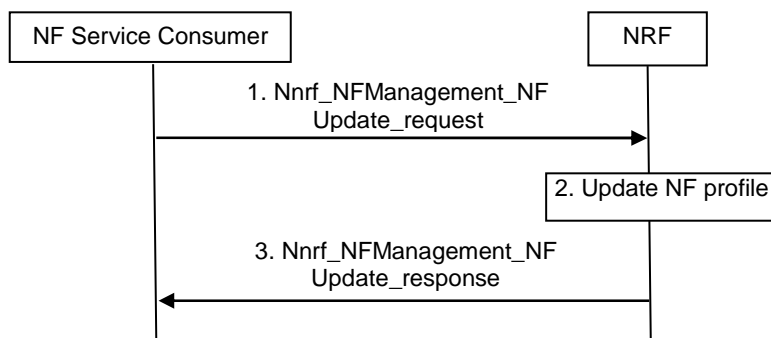 NF Service Consumer
NRF
1. Nnrf_NFManagement_NF
Update_request
2. Update NF profile
3. Nnrf_NFManagement_NF
Update_response